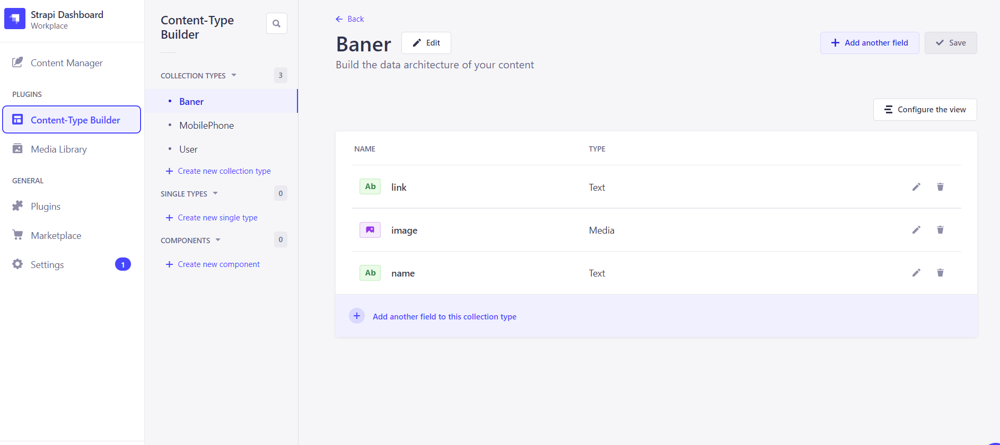 Strapi Dashboard
Workplace
Content Manager
PLUGINS
Content-Type Builder
Media Library
GENERAL
Plugins
Marketplace
Settings
1
Content-Type
Builder
COLLECTION TYPES
3
Baner
MobilePhone
User
Create new collection type
SINGLE TYPES
0
Create new single type
COMPONENTS
0
Create new component
Back
Baner
Edit
Add another field
Save
Build the data architecture of your content
Configure the view
NAME
TYPE
Ab
link
Text
image
Media
Ab
name
Text
Add another field to this collection type